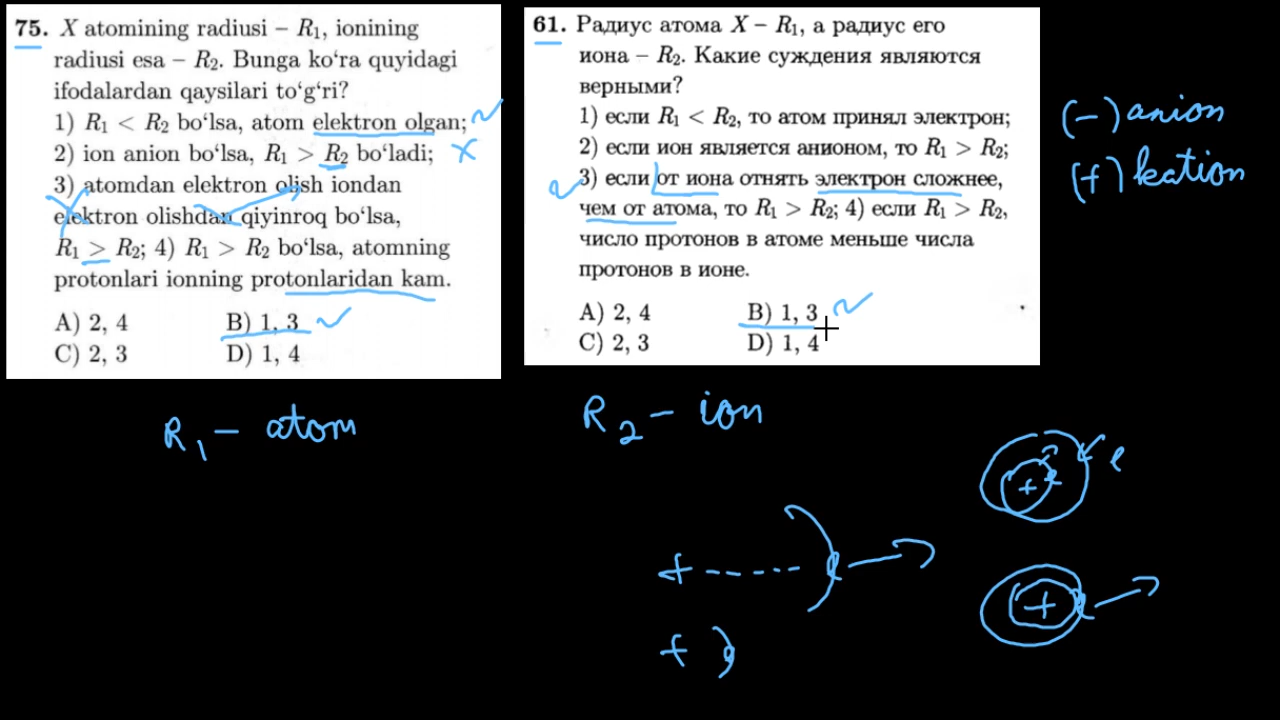 75. X atomining radiusi – R₁, ionining
radiusi esa – R₂. Bunga ko‘ra quyidagi
ifodalardan qaysilari to‘g‘ri?
1) R₁ < R₂ bo‘lsa, atom elektron olgan;
2) ion anion bo‘lsa, R₁ > R₂ bo‘ladi;
3) atomdan elektron olish iondan
elektron olishdan qiyinroq bo‘lsa,
R₁ > R₂; 4) R₁ > R₂ bo‘lsa, atomning
protonlari ionning protonlaridan kam.
A) 2, 4 B) 1, 3
C) 2, 3 D) 1, 4
61. Радиус атома X – R₁, а радиус его
иона – R₂. Какие суждения являются
верными?
1) если R₁ < R₂, то атом принял электрон;
2) если ион является анионом, то R₁ > R₂;
3) если от иона отнять электрон сложнее,
чем от атома, то R₁ > R₂; 4) если R₁ > R₂,
число протонов в атоме меньше числа
протонов в ионе.
A) 2, 4 B) 1, 3
C) 2, 3 D) 1, 4
(-) anion
(+) kation
R₁ – atom
R₂ – ion
+ e
e
+ e
+ e
+